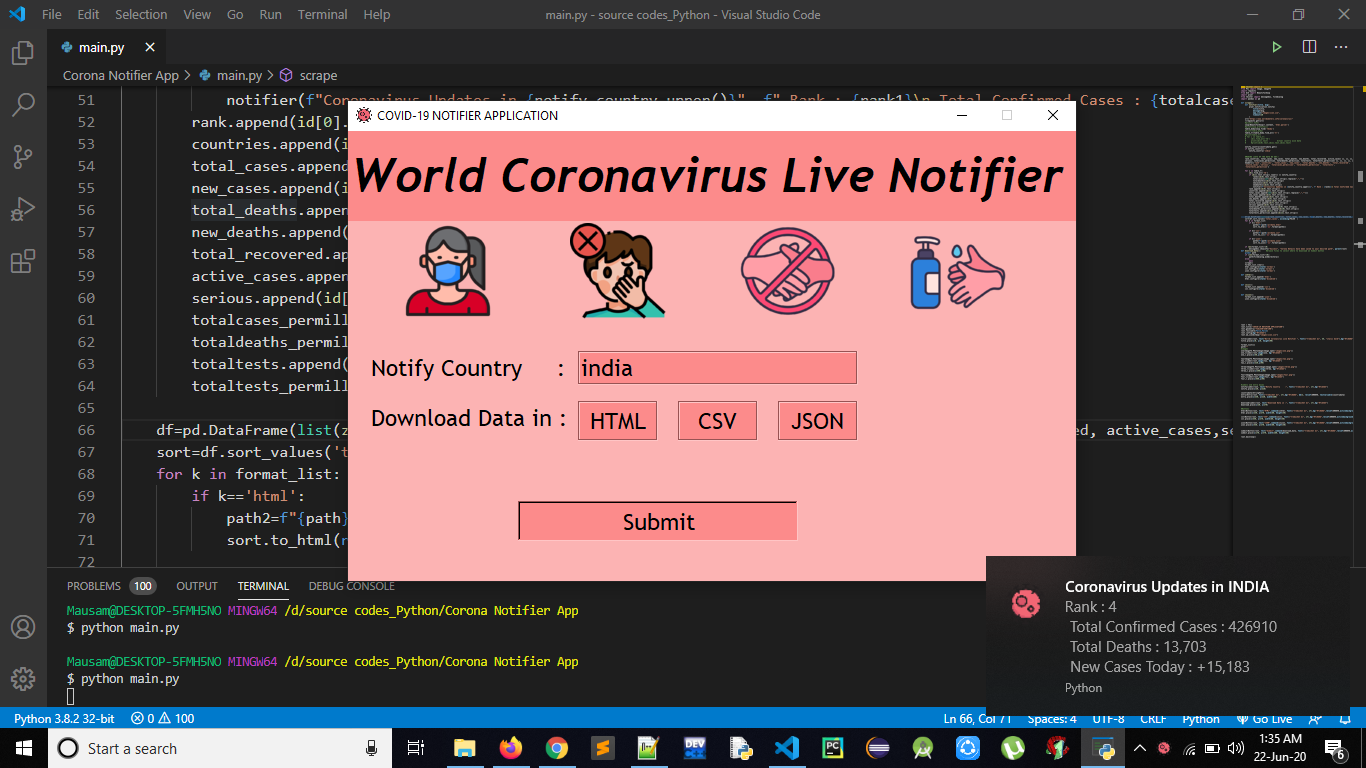 File Edit Selection View Go Run Terminal Help main.py - source codes_Python - Visual Studio Code
main.py
Corona Notifier App > main.py > scrape
51 notifier(f"Coronavirus Updates in {notify_country.upper()}", f" Rank : {rank1}\n Total Confirmed Cases : {totalcase
52 rank.append(id[0].
53 countries.append(i
54 total_cases.append
55 new_cases.append(i
56 total_deaths.appen
57 new_deaths.append(
58 total_recovered.ap
59 active_cases.appen
60 serious.append(id[
61 totalcases_permill
62 totaldeaths_permil
63 totaltests.append(
64 totaltests_permill
65
66 df=pd.DataFrame(list(z ed, active_cases,se
67 sort=df.sort_values('t
68 for k in format_list:
69 if k=='html':
70 path2=f"{path}
71 sort.to_html(r
72
COVID-19 NOTIFIER APPLICATION
World Coronavirus Live Notifier
Notify Country : india
Download Data in : HTML CSV JSON
Submit
PROBLEMS 100 OUTPUT TERMINAL DEBUG CONSOLE
Mausam@DESKTOP-5FMH5NO MINGW64 /d/source codes_Python/Corona Notifier App
$ python main.py
Mausam@DESKTOP-5FMH5NO MINGW64 /d/source codes_Python/Corona Notifier App
$ python main.py
Coronavirus Updates in INDIA
Rank : 4
Total Confirmed Cases : 426910
Total Deaths : 13,703
New Cases Today : +15,183
Python
Python 3.8.2 32-bit 0 100 Ln 66, Col 71 Spaces: 4 UTF-8 CRLF Python Go Live
Start a search
DEV
PC
1:35 AM
22-Jun-20
6